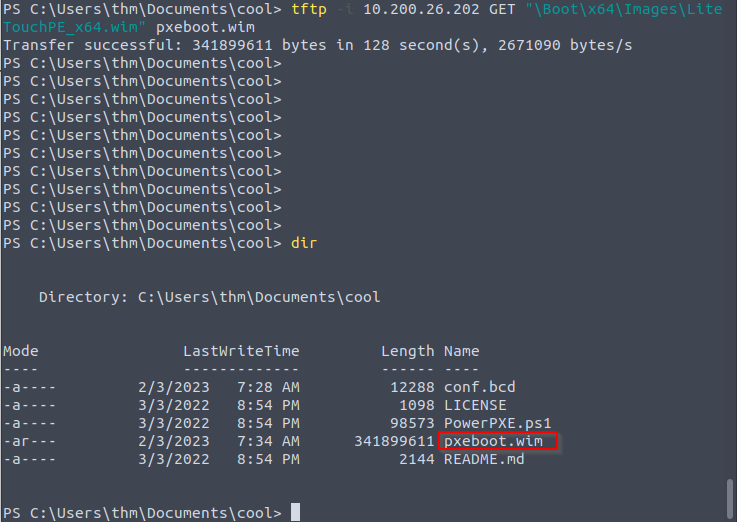 PS C:\Users\thm\Documents\cool> tftp -i 10.200.26.202 GET "\Boot\x64\Images\Lite
TouchPE_x64.wim" pxeboot.wim
Transfer successful: 341899611 bytes in 128 second(s), 2671090 bytes/s
PS C:\Users\thm\Documents\cool>
PS C:\Users\thm\Documents\cool>
PS C:\Users\thm\Documents\cool>
PS C:\Users\thm\Documents\cool>
PS C:\Users\thm\Documents\cool>
PS C:\Users\thm\Documents\cool>
PS C:\Users\thm\Documents\cool>
PS C:\Users\thm\Documents\cool>
PS C:\Users\thm\Documents\cool>
PS C:\Users\thm\Documents\cool>
PS C:\Users\thm\Documents\cool> dir
Directory: C:\Users\thm\Documents\cool
Mode LastWriteTime Length Name
---- ------------- ------ ----
-a---- 2/3/2023 7:28 AM 12288 conf.bcd
-a---- 3/3/2022 8:54 PM 1098 LICENSE
-a---- 3/3/2022 8:54 PM 98573 PowerPXE.ps1
-ar--- 2/3/2023 7:34 AM 341899611 pxeboot.wim
-a---- 3/3/2022 8:54 PM 2144 README.md
PS C:\Users\thm\Documents\cool>